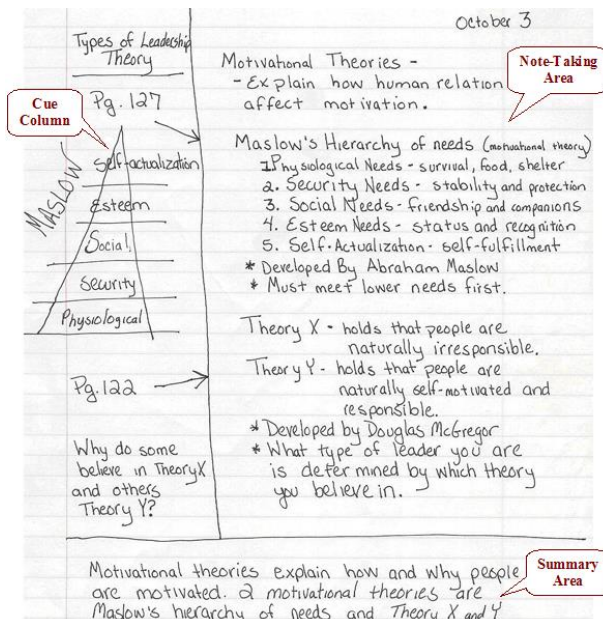 October 3
Types of Leadership
Theory
Pg. 127
Cue
Column
MASLOW
Self-actualization
Esteem
Social
Security
Physiological
Pg. 122
Why do some
believe in Theory X
and others
Theory Y?
Note-Taking
Area
Motivational Theories -
- Explain how human relation
affect motivation.
Maslow's Hierarchy of needs (motivational theory)
1. Physiological Needs - survival, food, shelter
2. Security Needs - stability and protection
3. Social Needs - friendship and companions
4. Esteem Needs - status and recognition
5. Self-Actualization - self-fulfillment
* Developed By Abraham Maslow
* Must meet lower needs first.
Theory X - holds that people are
naturally irresponsible.
Theory Y - holds that people are
naturally self-motivated and
responsible.
* Developed by Douglas McGregor
* What type of leader you are
is determined by which theory
you believe in.
Motivational theories explain how and why people
are motivated. 2 motivational theories are
Maslow's hierarchy of needs and Theory X and Y
Summary
Area